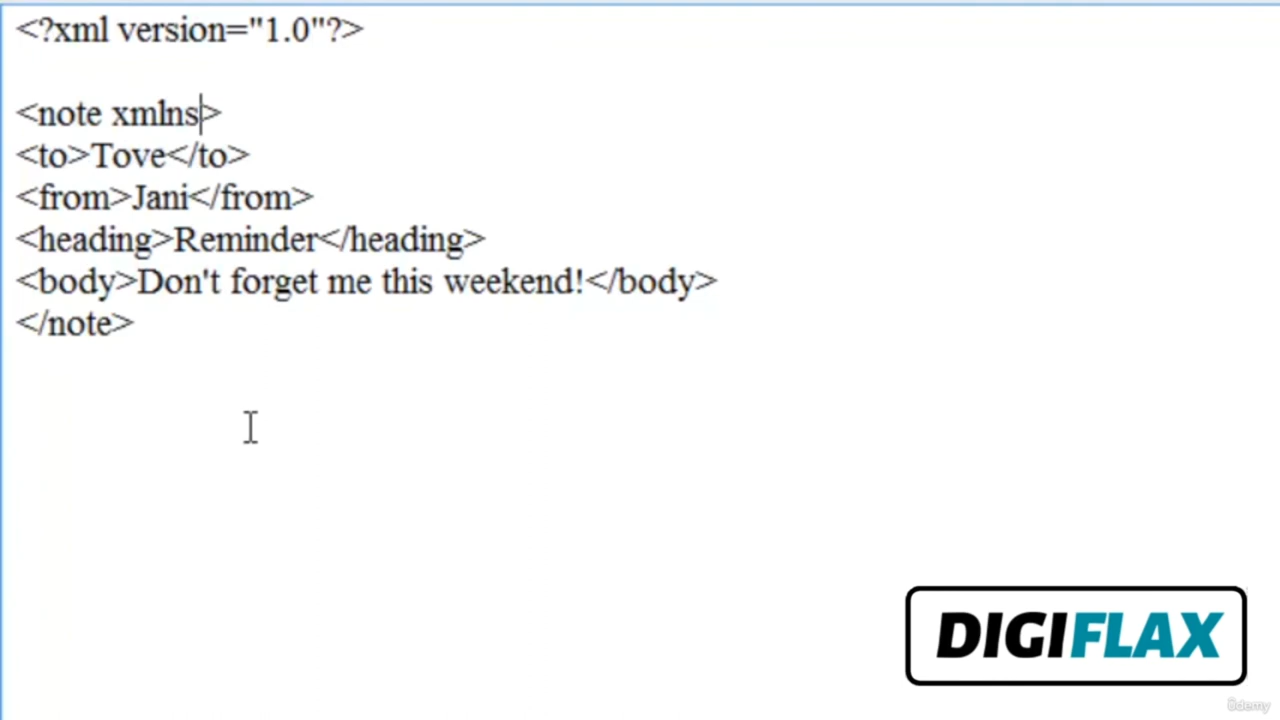 <?xml version="1.0"?>
<note xmlns>
<to>Tove</to>
<from>Jani</from>
<heading>Reminder</heading>
<body>Don't forget me this weekend!</body>
</note>
DIGIFLAX
ûdemy